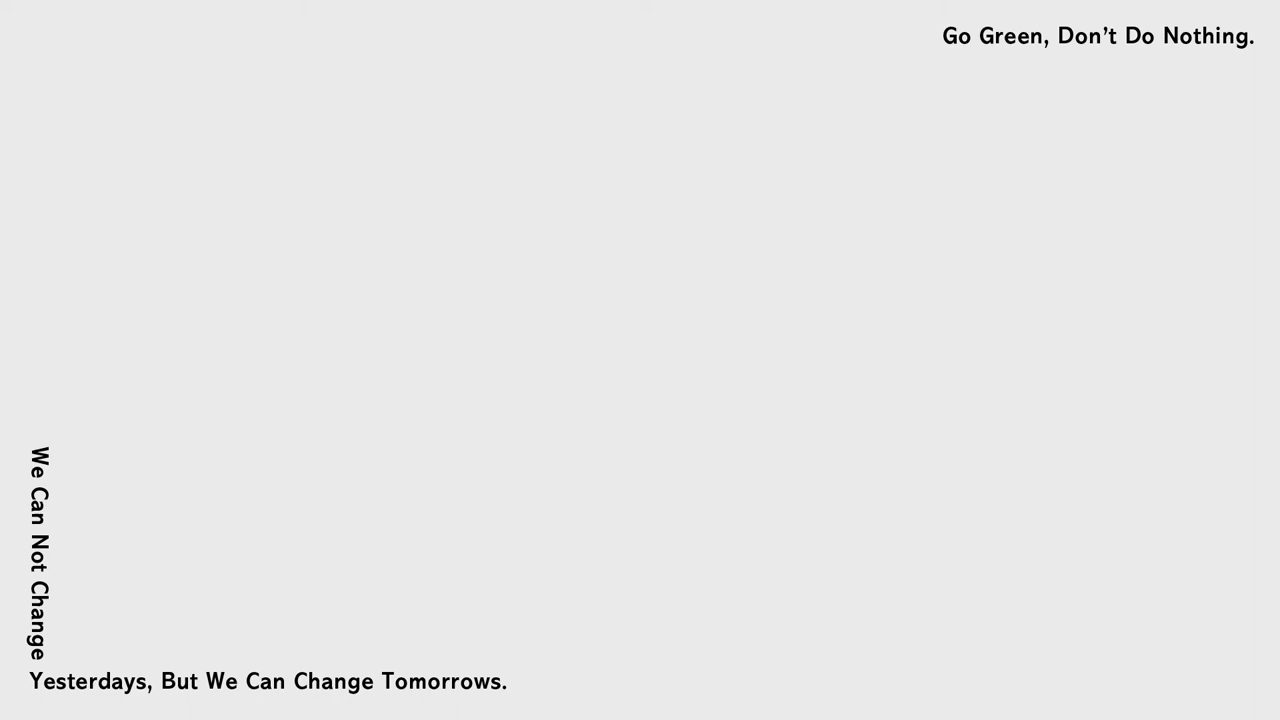 Go Green, Don’t Do Nothing.
We Can Not Change
Yesterdays, But We Can Change Tomorrows.